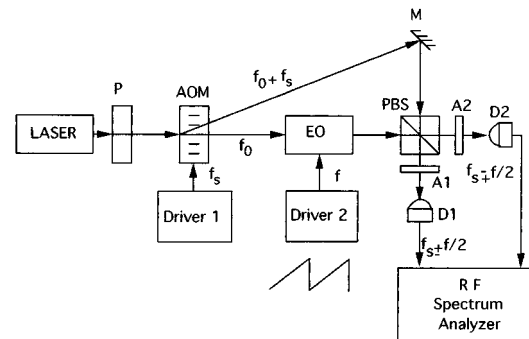 M
P
AOM
f₀ + fₛ
PBS
A2
D2
LASER
EO
f₀
fₛ
f
A1
fₛ∓f/2
Driver 1
Driver 2
D1
fₛ±f/2
R F
Spectrum
Analyzer